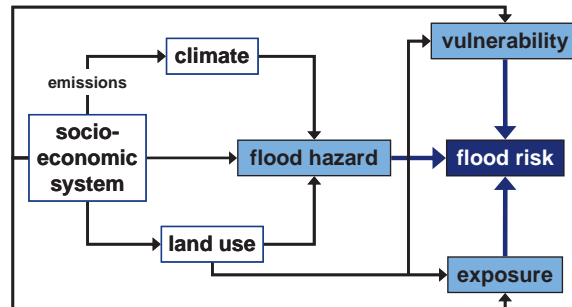 vulnerability
climate
emissions
socio-
economic
system
flood hazard
flood risk
land use
exposure